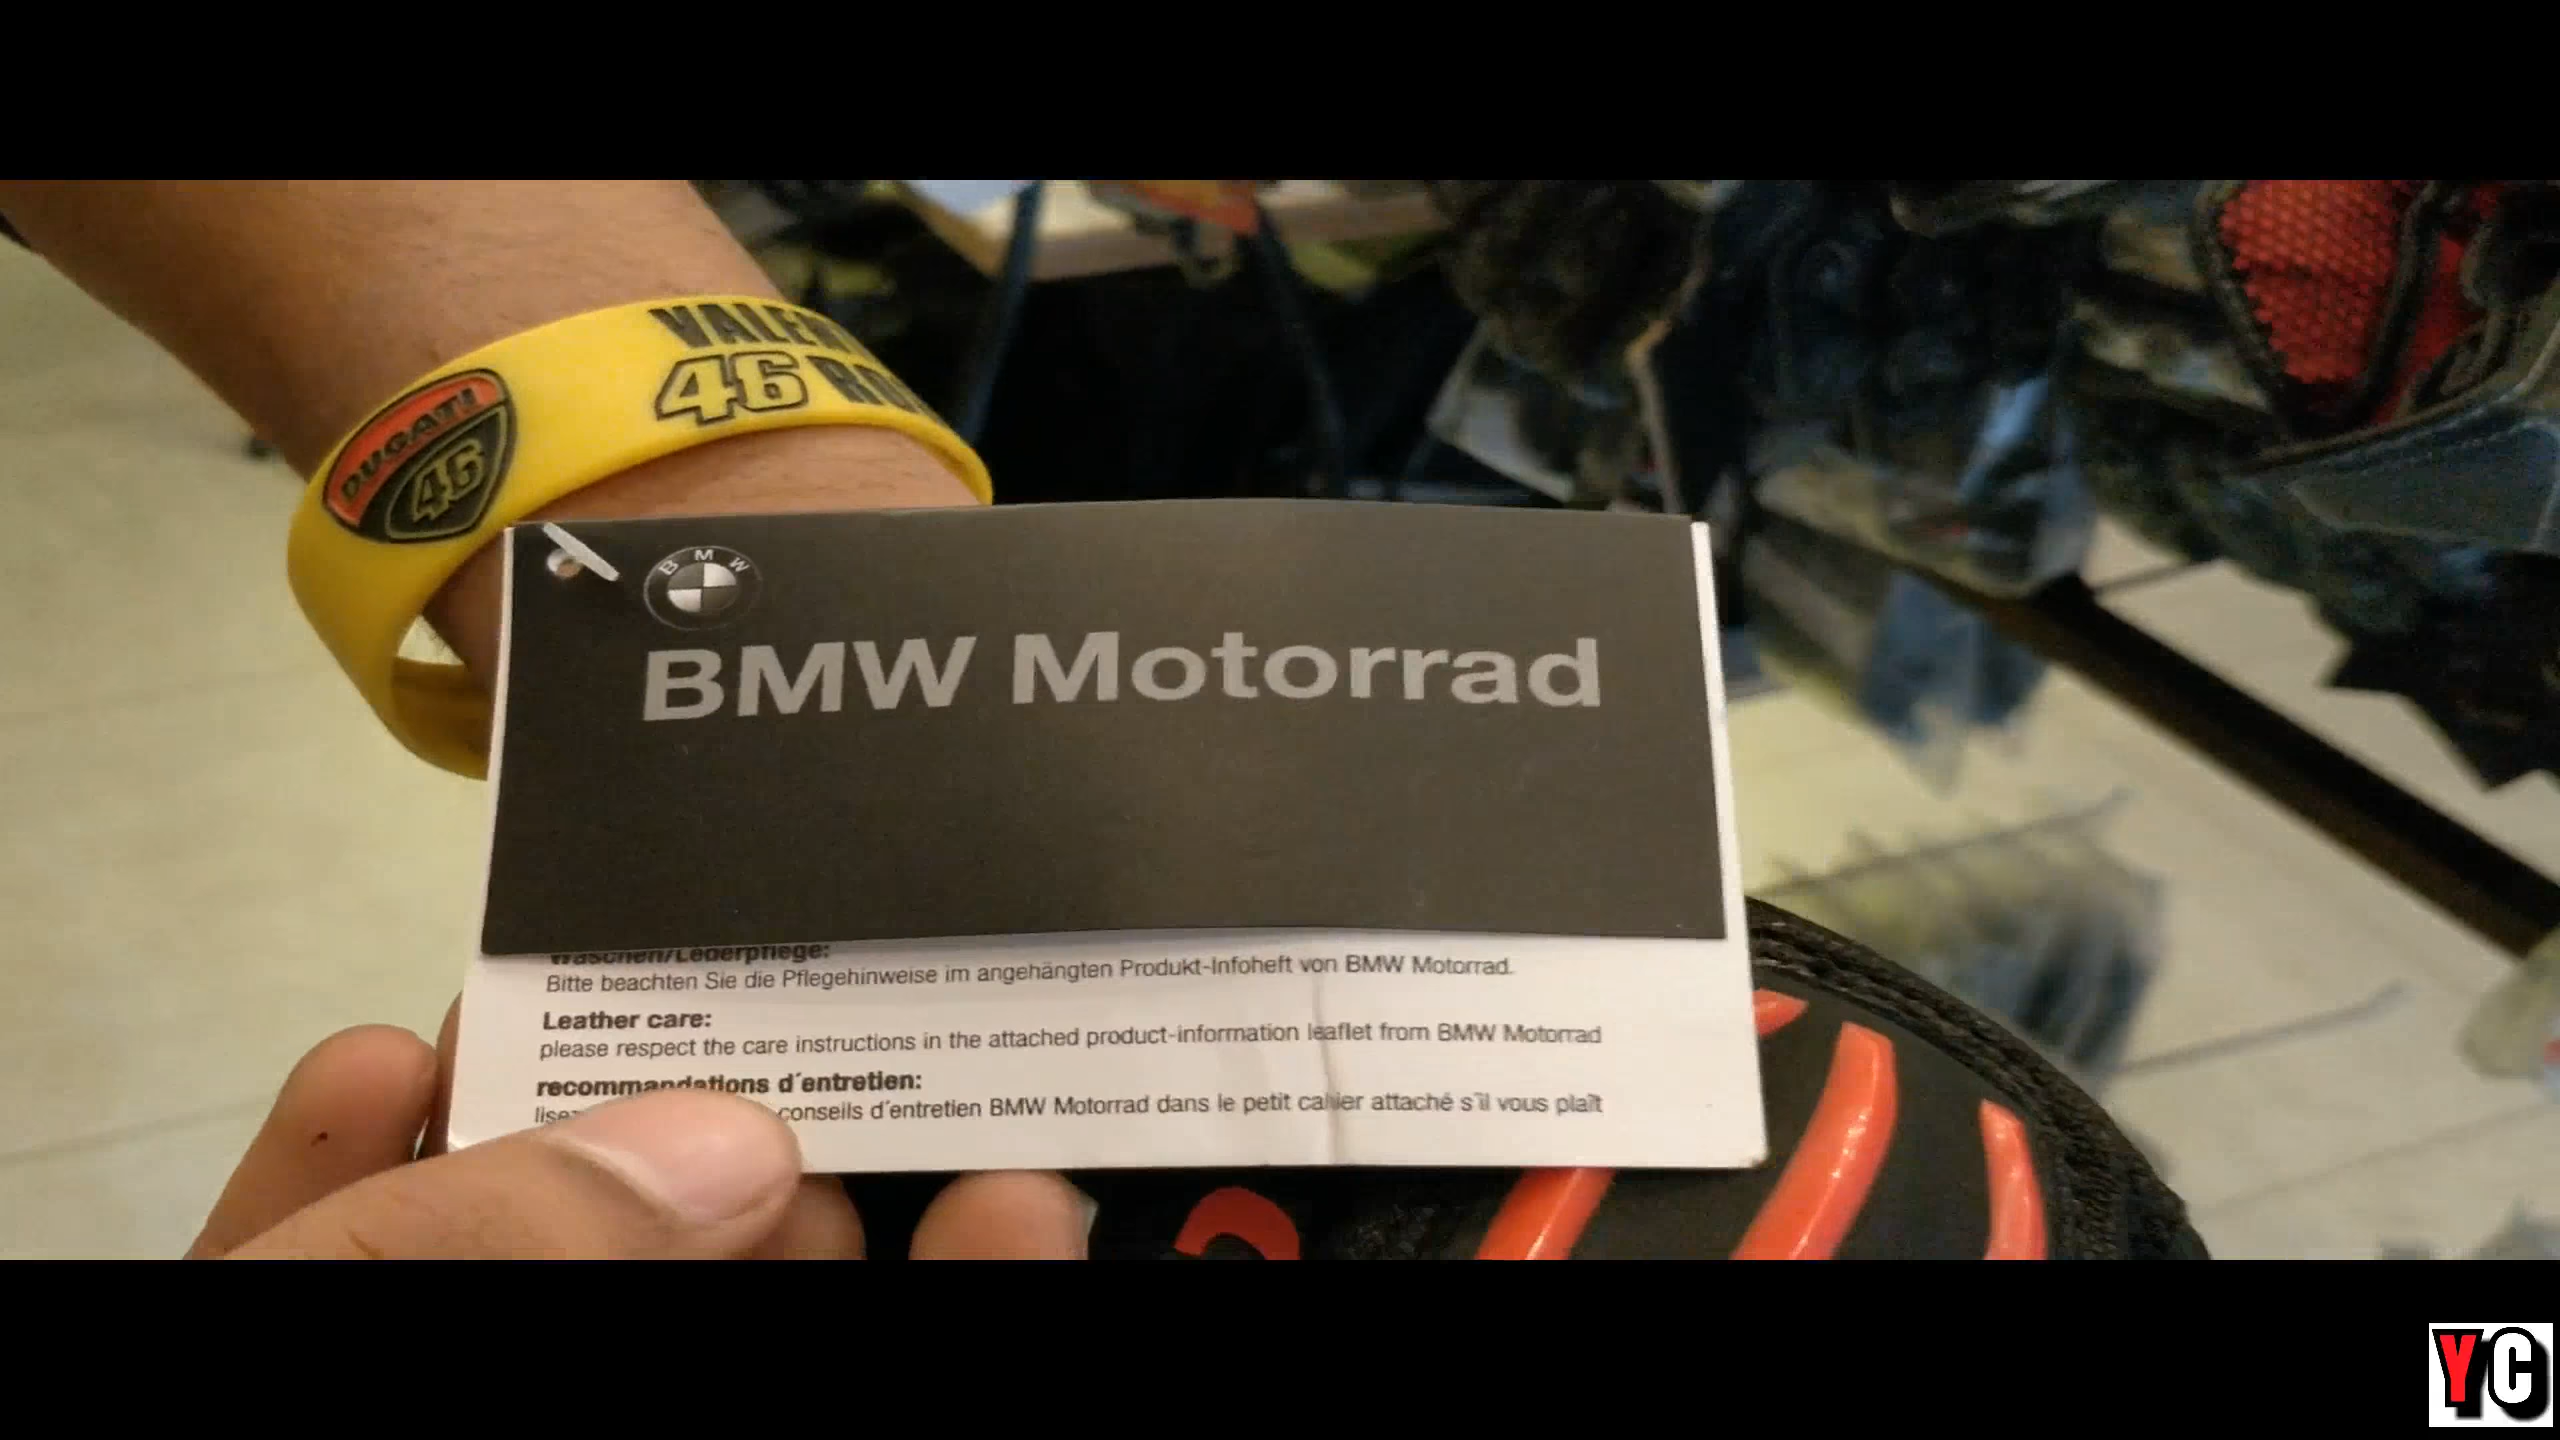 VALEN
46 RO
DUCATI
46
BMW
BMW Motorrad
Waschen/Lederpflege:
Bitte beachten Sie die Pflegehinweise im angehängten Produkt-Infoheft von BMW Motorrad.
Leather care:
please respect the care instructions in the attached product-information leaflet from BMW Motorrad
recommandations d´entretien:
conseils d´entretien BMW Motorrad dans le petit cahier attaché s´il vous plaît
YC